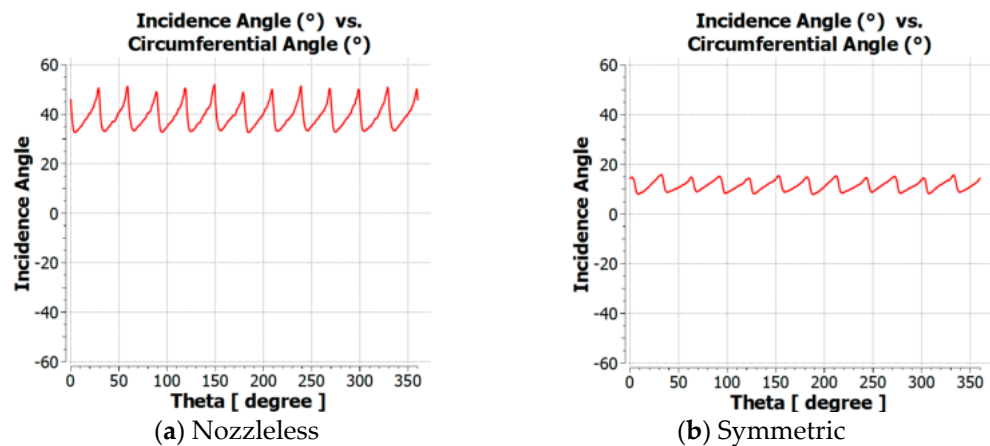 Incidence Angle (°) vs.
Circumferential Angle (°)
60
40
20
0
-20
-40
-60
Incidence Angle
0 50 100 150 200 250 300 350
Theta [ degree ]
(a) Nozzleless
Incidence Angle (°) vs.
Circumferential Angle (°)
60
40
20
0
-20
-40
-60
Incidence Angle
0 50 100 150 200 250 300 350
Theta [ degree ]
(b) Symmetric